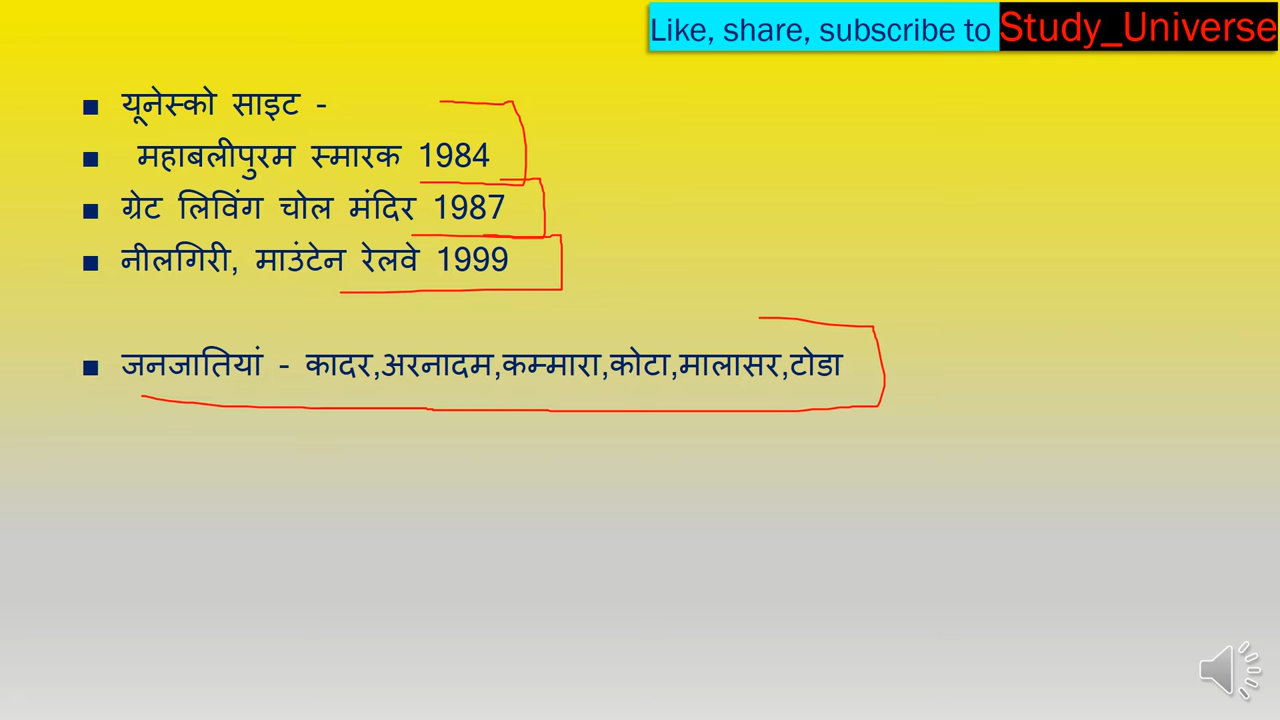 Like, share, subscribe to Study_Universe
यूनेस्को साइट -
महाबलीपुरम स्मारक 1984
ग्रेट लिविंग चोल मंदिर 1987
नीलगिरी, माउंटेन रेलवे 1999
जनजातियां - कादर,अरनादम,कम्मारा,कोटा,मालासर,टोडा